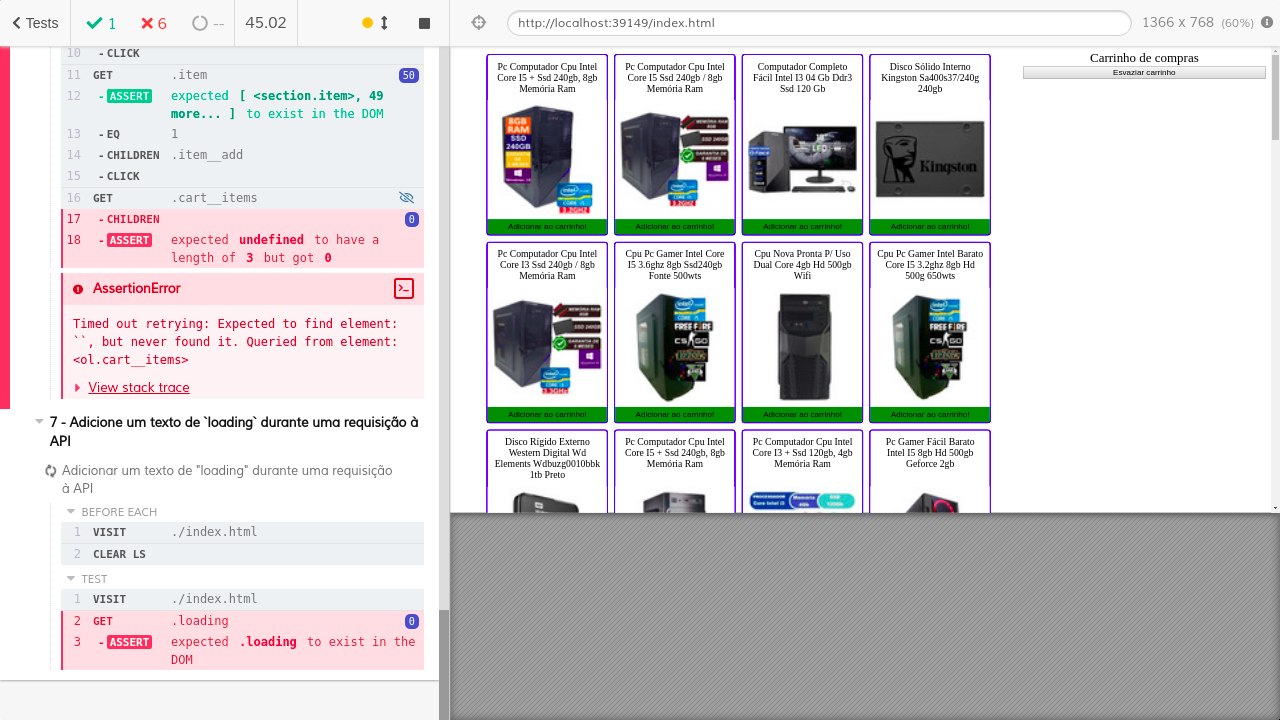 Tests
1
6
--
45.02
10 - CLICK
11 GET .item 50
12 - ASSERT expected [ <section.item>, 49
more... ] to exist in the DOM
13 - EQ 1
14 - CHILDREN .item__add
15 - CLICK
16 GET .cart__items
17 - CHILDREN 0
18 - ASSERT expected undefined to have a
length of 3 but got 0
AssertionError
Timed out retrying: Expected to find element:
``, but never found it. Queried from element:
<ol.cart__items>
View stack trace
7 - Adicione um texto de `loading` durante uma requisição à
API
Adicionar um texto de "loading" durante uma requisição
à API
BEFORE EACH
1 VISIT ./index.html
2 CLEAR LS
TEST
1 VISIT ./index.html
2 GET .loading 0
3 - ASSERT expected .loading to exist in the
DOM
http://localhost:39149/index.html
1366 x 768 (60%)
Pc Computador Cpu Intel
Core I5 + Ssd 240gb, 8gb
Memória Ram
8GB
RAM
SSD
240GB
Adicionar ao carrinho!
Pc Computador Cpu Intel
Core I5 Ssd 240gb / 8gb
Memória Ram
Adicionar ao carrinho!
Computador Completo
Fácil Intel I3 04 Gb Ddr3
Ssd 120 Gb
Adicionar ao carrinho!
Disco Sólido Interno
Kingston Sa400s37/240g
240gb
Kingston
Adicionar ao carrinho!
Pc Computador Cpu Intel
Core I3 Ssd 240gb / 8gb
Memória Ram
Adicionar ao carrinho!
Cpu Pc Gamer Intel Core
I5 3.6ghz 8gb Ssd240gb
Fonte 500wts
FREE FIRE
CS:GO
Adicionar ao carrinho!
Cpu Nova Pronta P/ Uso
Dual Core 4gb Hd 500gb
Wifi
Adicionar ao carrinho!
Cpu Pc Gamer Intel Barato
Core I5 3.2ghz 8gb Hd
500g 650wts
FREE FIRE
CS:GO
Adicionar ao carrinho!
Disco Rígido Externo
Western Digital Wd
Elements Wdbuzg0010bbk
1tb Preto
Pc Computador Cpu Intel
Core I5 + Ssd 240gb, 8gb
Memória Ram
Pc Computador Cpu Intel
Core I3 + Ssd 120gb, 4gb
Memória Ram
Pc Gamer Fácil Barato
Intel I5 8gb Hd 500gb
Geforce 2gb
Carrinho de compras
Esvaziar carrinho